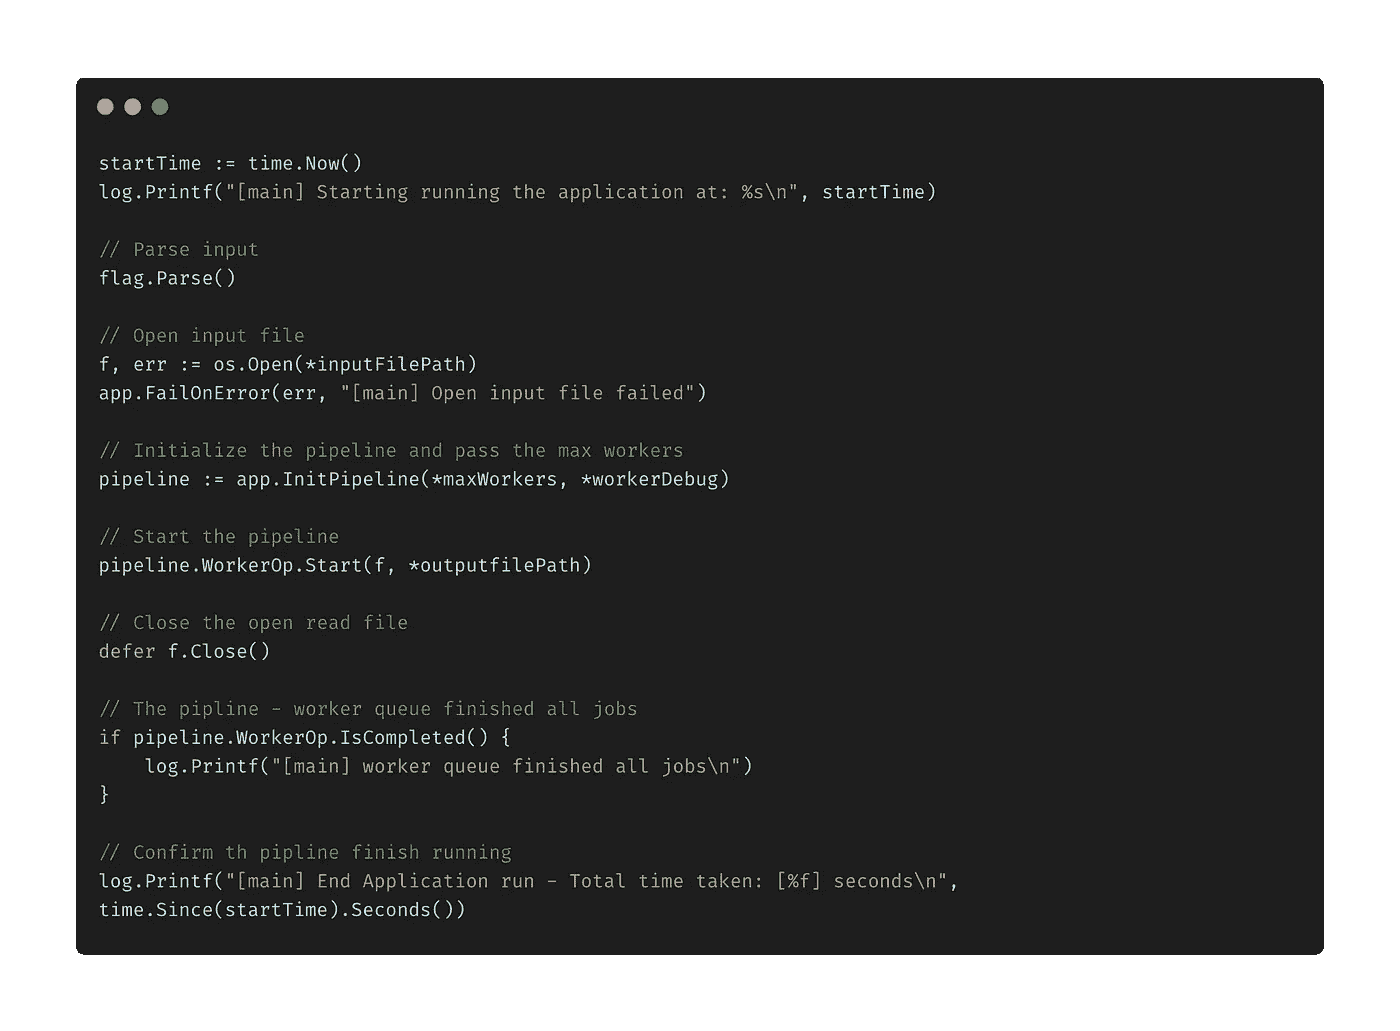 startTime := time.Now()
log.Printf("[main] Starting running the application at: %s\n", startTime)
// Parse input
flag.Parse()
// Open input file
f, err := os.Open(*inputFilePath)
app.FailOnError(err, "[main] Open input file failed")
// Initialize the pipeline and pass the max workers
pipeline := app.InitPipeline(*maxWorkers, *workerDebug)
// Start the pipeline
pipeline.WorkerOp.Start(f, *outputfilePath)
// Close the open read file
defer f.Close()
// The pipline - worker queue finished all jobs
if pipeline.WorkerOp.IsCompleted() {
    log.Printf("[main] worker queue finished all jobs\n")
}
// Confirm th pipline finish running
log.Printf("[main] End Application run - Total time taken: [%f] seconds\n",
time.Since(startTime).Seconds())